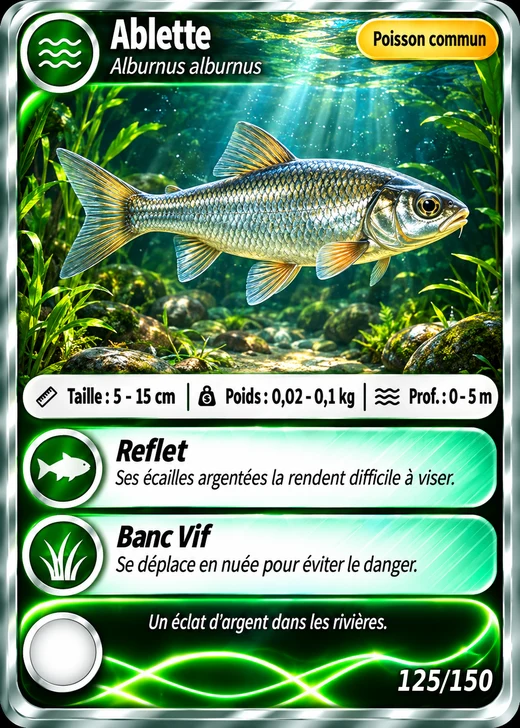 Ablette
Poisson commun
Alburnus alburnus
Taille : 5 - 15 cm
Poids : 0,02 - 0,1 kg
Prof. : 0 - 5 m
Reflet
Ses écailles argentées la rendent difficile à viser.
Banc Vif
Se déplace en nuée pour éviter le danger.
Un éclat d'argent dans les rivières.
125/150